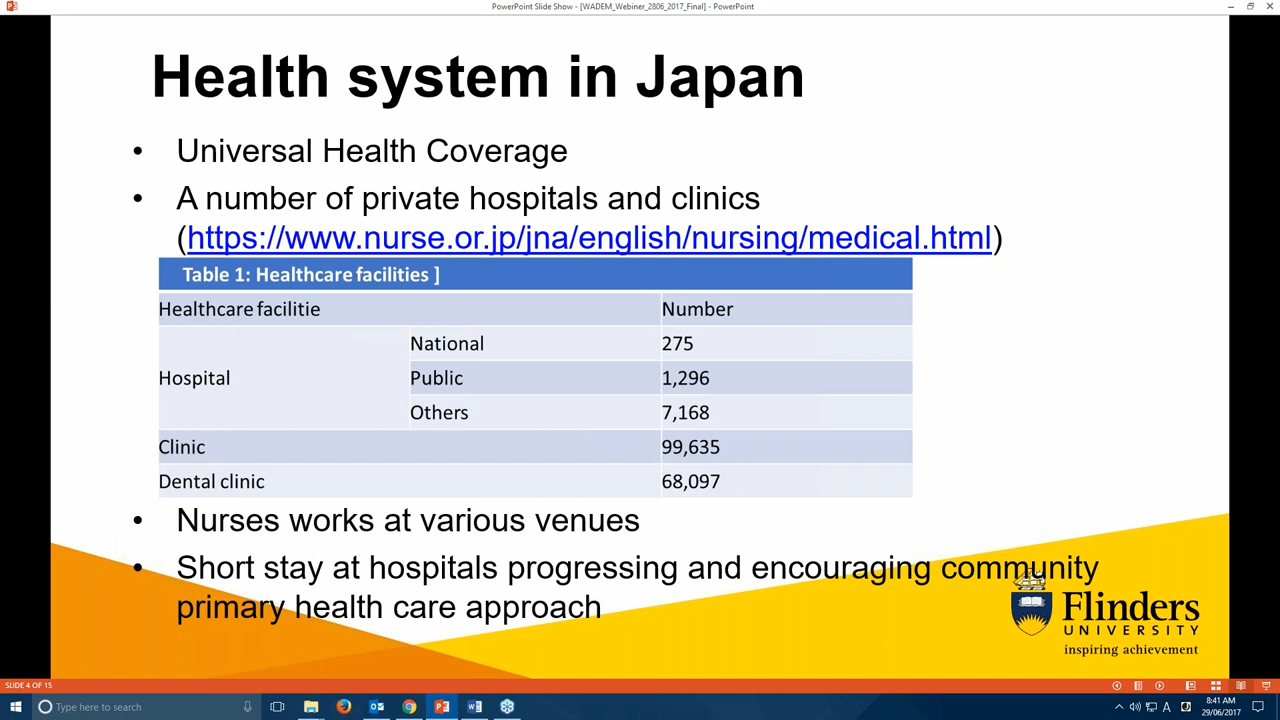 PowerPoint Slide Show - [WADEM_Webiner_2806_2017_Final] - PowerPoint
Health system in Japan
• Universal Health Coverage
• A number of private hospitals and clinics
(https://www.nurse.or.jp/jna/english/nursing/medical.html)
Table 1: Healthcare facilities ]
Healthcare facilitie Number
Hospital National 275
Public 1,296
Others 7,168
Clinic 99,635
Dental clinic 68,097
• Nurses works at various venues
• Short stay at hospitals progressing and encouraging community
primary health care approach
Flinders
UNIVERSITY
inspiring achievement
SLIDE 4 OF 15
Type here to search
A
8:41 AM
29/06/2017